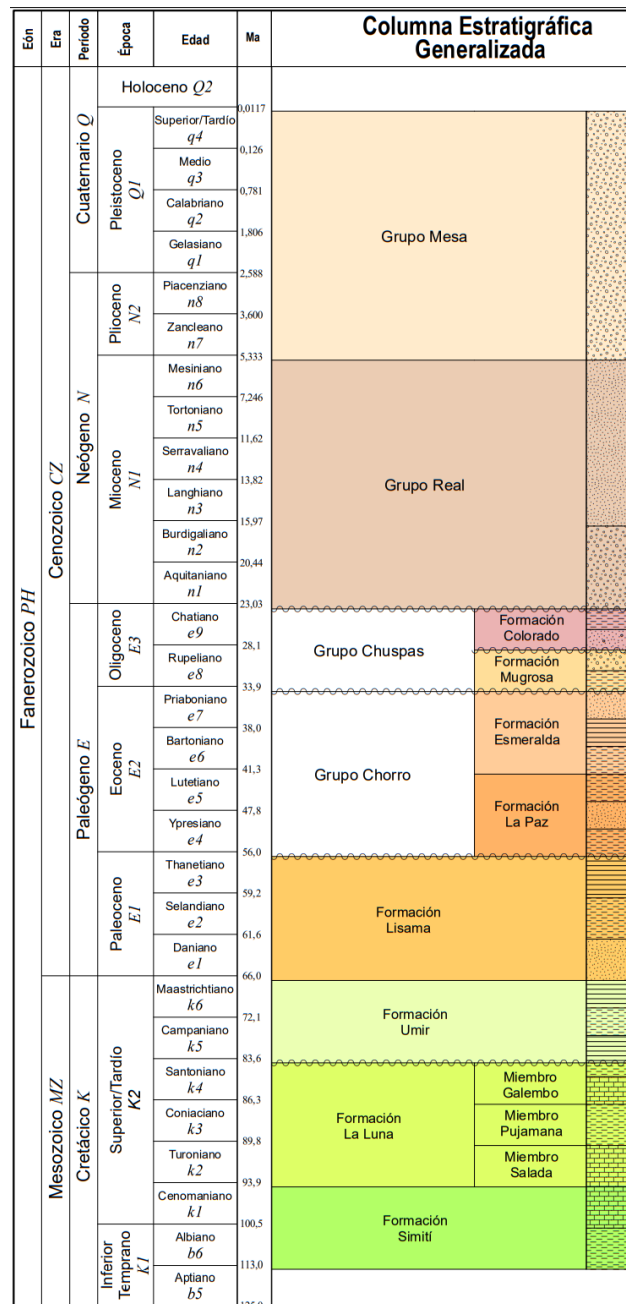 Eón
Era
Periodo
Época
Edad
Ma
Columna Estratigráfica
Generalizada
Fanerozoico PH
Cenozoico CZ
Mesozoico MZ
Cuaternario Q
Neógeno N
Paleógeno E
Cretácico K
Holoceno Q2
Pleistoceno
Q1
Plioceno
N2
Mioceno
N1
Oligoceno
E3
Eoceno
E2
Paleoceno
E1
Superior/Tardío
K2
Inferior
Temprano
K1
0,0117
Superior/Tardío
q4
0,126
Medio
q3
0,781
Calabriano
q2
1,806
Gelasiano
q1
2,588
Piacenziano
n8
3,600
Zancleano
n7
5,333
Mesiniano
n6
7,246
Tortoniano
n5
11,62
Serravaliano
n4
13,82
Langhiano
n3
15,97
Burdigaliano
n2
20,44
Aquitaniano
n1
23,03
Chatiano
e9
28,1
Rupeliano
e8
33,9
Priaboniano
e7
38,0
Bartoniano
e6
41,3
Lutetiano
e5
47,8
Ypresiano
e4
56,0
Thanetiano
e3
59,2
Selandiano
e2
61,6
Daniano
e1
66,0
Maastrichtiano
k6
72,1
Campaniano
k5
83,6
Santoniano
k4
86,3
Coniaciano
k3
89,8
Turoniano
k2
93,9
Cenomaniano
k1
100,5
Albiano
b6
113,0
Aptiano
b5
Grupo Mesa
Grupo Real
Grupo Chuspas
Formación
Colorado
Formación
Mugrosa
Grupo Chorro
Formación
Esmeralda
Formación
La Paz
Formación
Lisama
Formación
Umir
Formación
La Luna
Miembro
Galembo
Miembro
Pujamana
Miembro
Salada
Formación
Simití